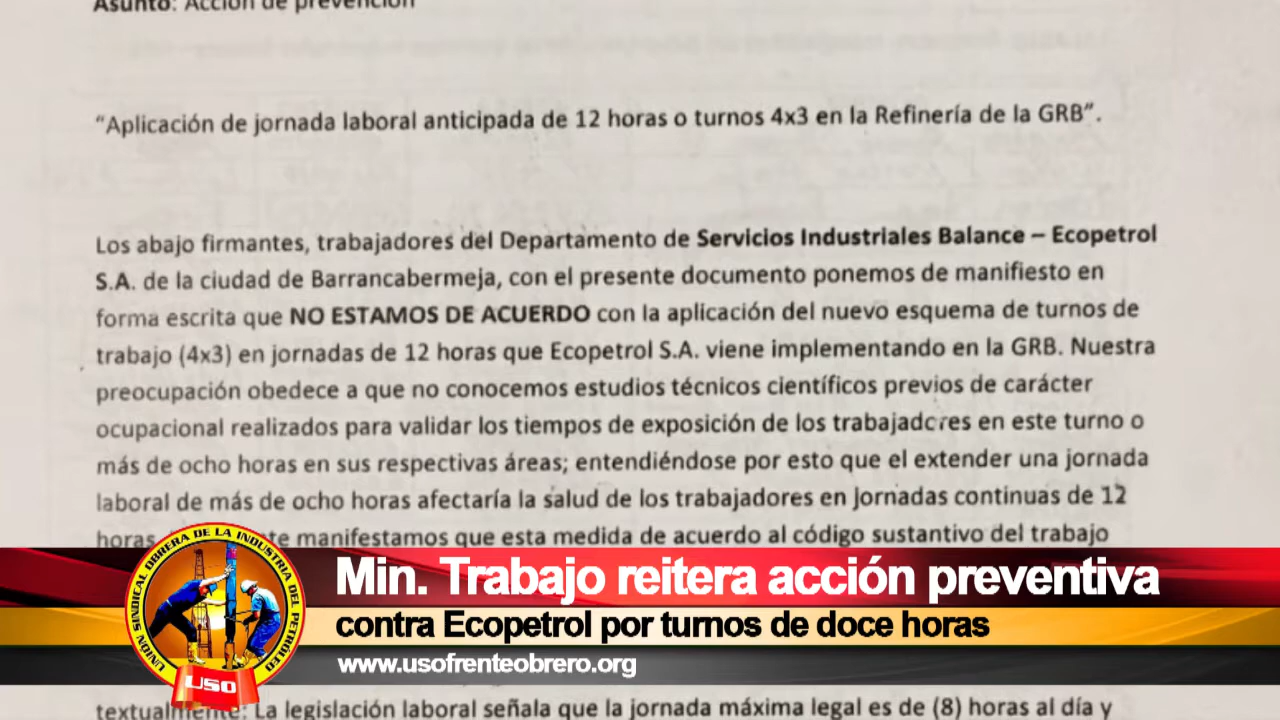 Asunto: Acción de prevención
“Aplicación de jornada laboral anticipada de 12 horas o turnos 4x3 en la Refinería de la GRB”.
Los abajo firmantes, trabajadores del Departamento de Servicios Industriales Balance – Ecopetrol
S.A. de la ciudad de Barrancabermeja, con el presente documento ponemos de manifiesto en
forma escrita que NO ESTAMOS DE ACUERDO con la aplicación del nuevo esquema de turnos de
trabajo (4x3) en jornadas de 12 horas que Ecopetrol S.A. viene implementando en la GRB. Nuestra
preocupación obedece a que no conocemos estudios técnicos científicos previos de carácter
ocupacional realizados para validar los tiempos de exposición de los trabajadores en este turno o
más de ocho horas en sus respectivas áreas; entendiéndose por esto que el extender una jornada
laboral de más de ocho horas afectaría la salud de los trabajadores en Jornadas continuas de 12
horas te manifestamos que esta medida de acuerdo al código sustantivo del trabajo
UNIÓN SINDICAL OBRERA DE LA INDUSTRIA DEL PETROLEO
USO
Min. Trabajo reitera acción preventiva
contra Ecopetrol por turnos de doce horas
www.usofrenteobrero.org
textualmente: La legislación laboral señala que la jornada máxima legal es de (8) horas al día y